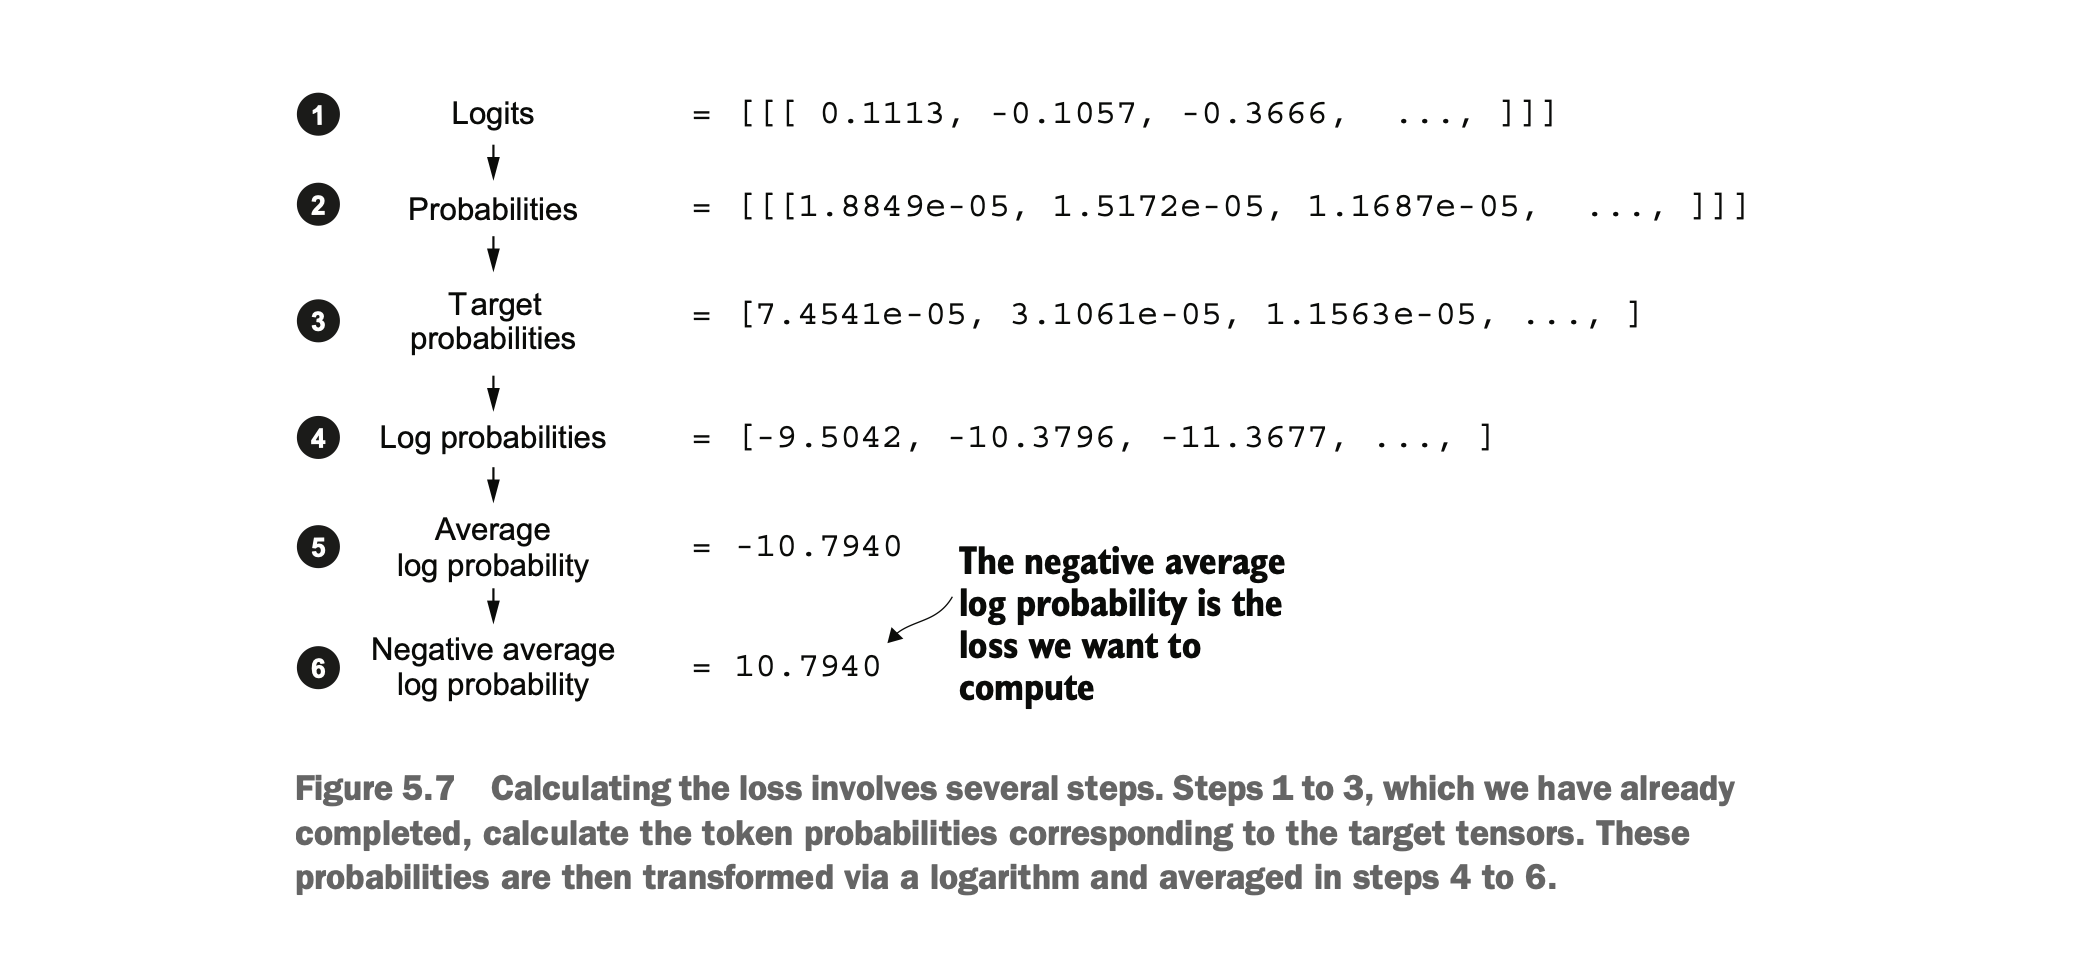 1 Logits = [[[ 0.1113, -0.1057, -0.3666, ..., ]]]
2 Probabilities = [[[1.8849e-05, 1.5172e-05, 1.1687e-05, ..., ]]]
3 Target probabilities = [7.4541e-05, 3.1061e-05, 1.1563e-05, ..., ]
4 Log probabilities = [-9.5042, -10.3796, -11.3677, ..., ]
5 Average log probability = -10.7940
6 Negative average log probability = 10.7940
The negative average
log probability is the
loss we want to
compute
Figure 5.7 Calculating the loss involves several steps. Steps 1 to 3, which we have already
completed, calculate the token probabilities corresponding to the target tensors. These
probabilities are then transformed via a logarithm and averaged in steps 4 to 6.